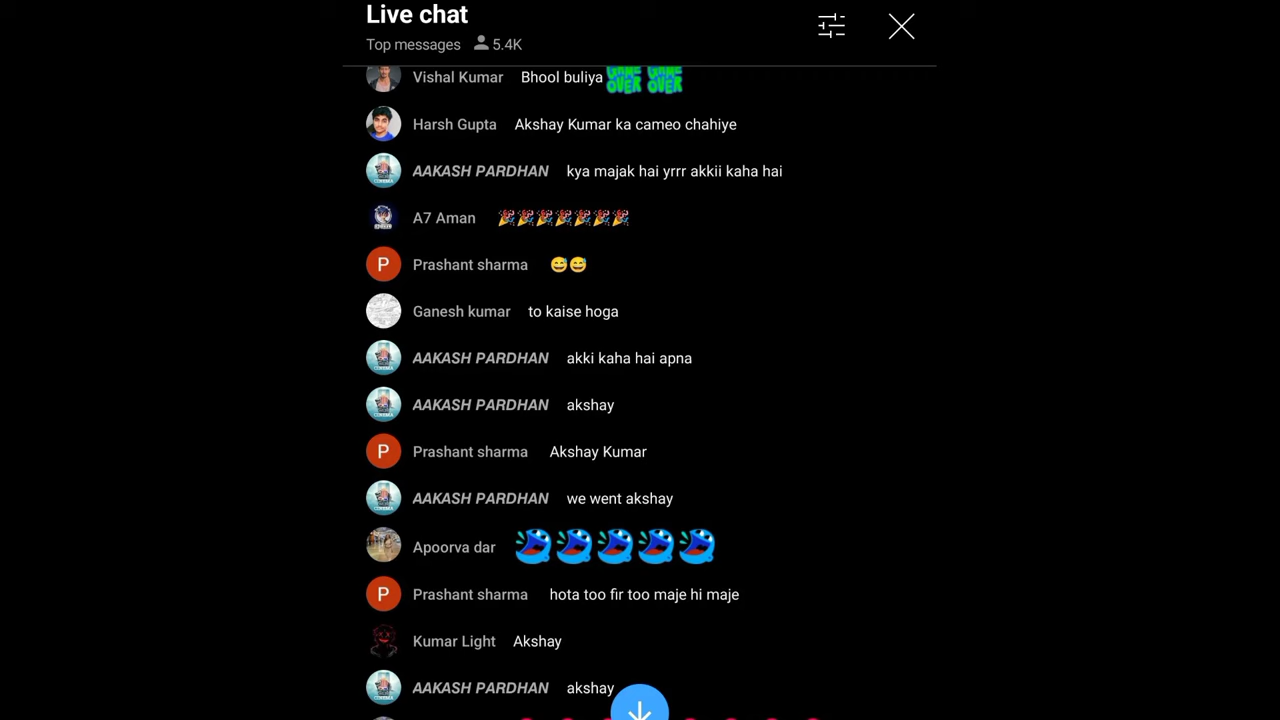 Live chat
Top messages 5.4K
Vishal Kumar Bhool buliya GAME OVER GAME OVER
Harsh Gupta Akshay Kumar ka cameo chahiye
AAKASH PARDHAN kya majak hai yrrr akkii kaha hai
A7 Aman 🎉🎉🎉🎉🎉🎉🎉
Prashant sharma 😅😅
P
Ganesh kumar to kaise hoga
AAKASH PARDHAN akki kaha hai apna
AAKASH PARDHAN akshay
P Prashant sharma Akshay Kumar
AAKASH PARDHAN we went akshay
Apoorva dar
P Prashant sharma hota too fir too maje hi maje
Kumar Light Akshay
AAKASH PARDHAN akshay